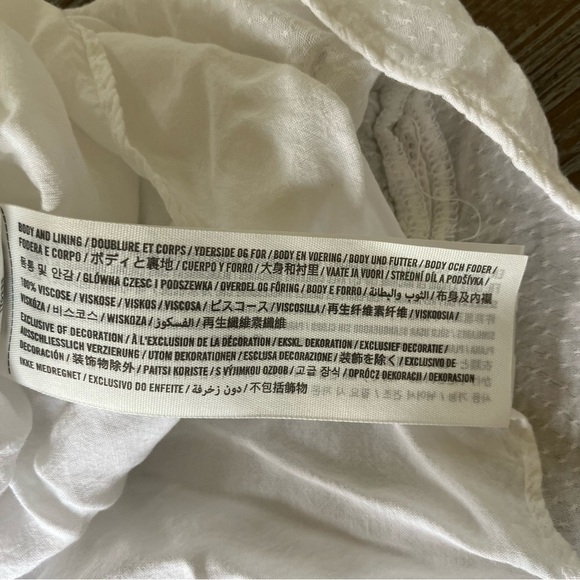 BODY AND LINING / DOUBLURE ET CORPS / YDERSIDE OG FOR / BODY EN VOERING / BODY UND FUTTER / BODY OCH FODER /
FODERA E CORPO / ボディと裏地 / CUERPO Y FORRO / 大身和衬里 / VAATE JA VUORI / STREDNÍ DÍL A PODŠÍVKA /
몸통 및 안감 / GŁÓWNA CZESC I PODSZEWKA / OVERDEL OG FÔRING / BODY E FORRO / الثوب والبطانة / 布身及內襯
100% VISCOSE / VISKOSE / VISKOS / VISCOSA / ビスコース / VISCOSILLA / 再生纤维素纤维 / VISKOOSIA /
VISKÓZA / 비스코스 / WISKOZA / الفسكوز / 再生纖維素纖維
EXCLUSIVE OF DECORATION / À L'EXCLUSION DE LA DÉCORATION / EKSKL. DEKORATION / EXCLUSIEF DECORATIE /
AUSSCHLIESSLICH VERZIERUNG / UTOM DEKORATIONEN / ESCLUSA DECORAZIONE / 装飾を除く / EXCLUSIVO DE
DECORACIÓN / 装饰物除外 / PAITSI KORISTE / S VÝJIMKOU OZDOB / 고급 장식 / OPRÓCZ DEKORACJI / DEKORASJON
IKKE MEDREGNET / EXCLUSIVO DO ENFEITE / دون زخرفة / 不包括飾物